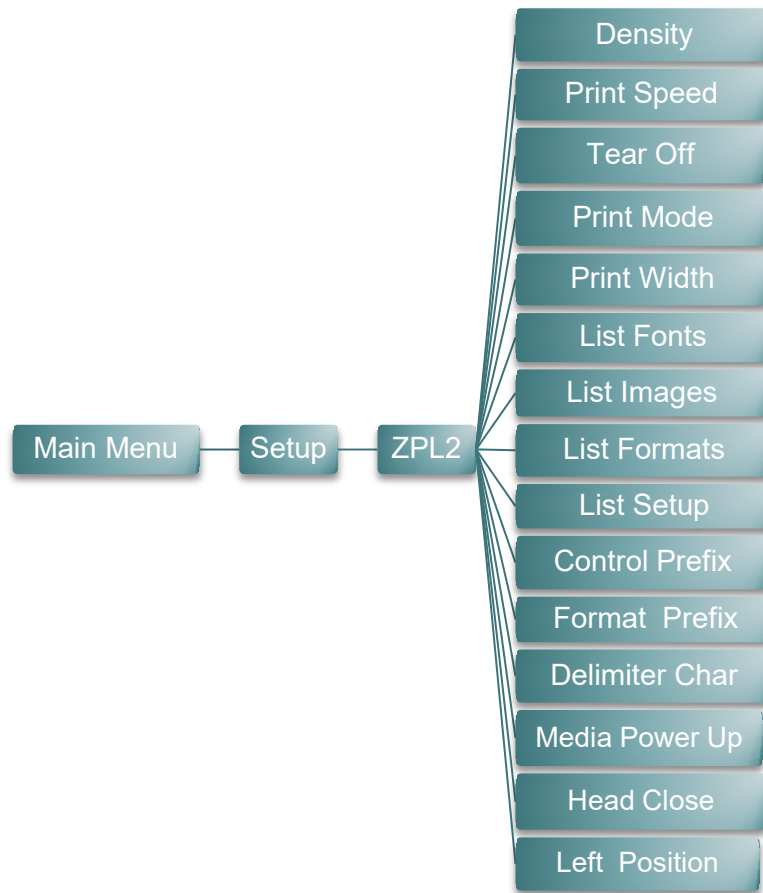 Main Menu
Setup
ZPL2
Density
Print Speed
Tear Off
Print Mode
Print Width
List Fonts
List Images
List Formats
List Setup
Control Prefix
Format  Prefix
Delimiter Char
Media Power Up
Head Close
Left  Position